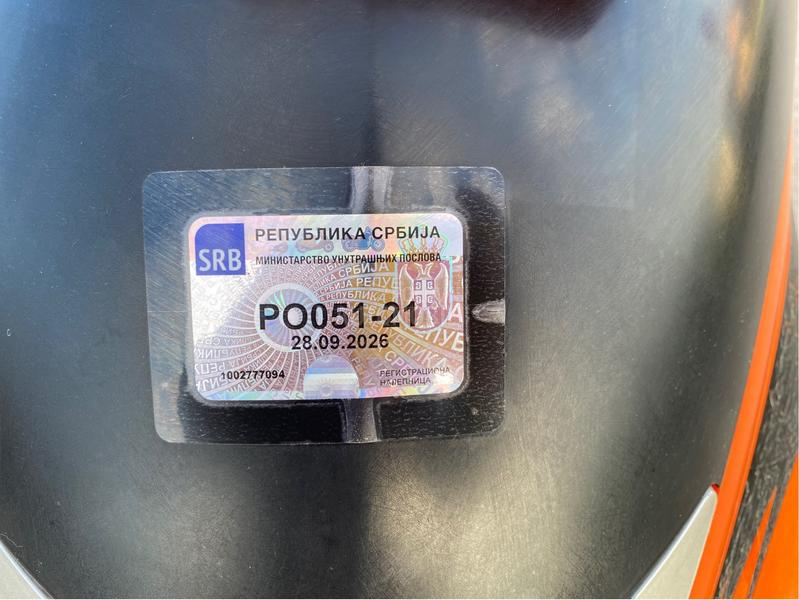 РЕПУБЛИКА СРБИЈА
SRB
МИНИСТАРСТВО УНУТРАШЊИХ ПОСЛОВА
PO051-21
28.09.2026
1002777094
РЕГИСТРАЦИОНА
НАЛЕПНИЦА